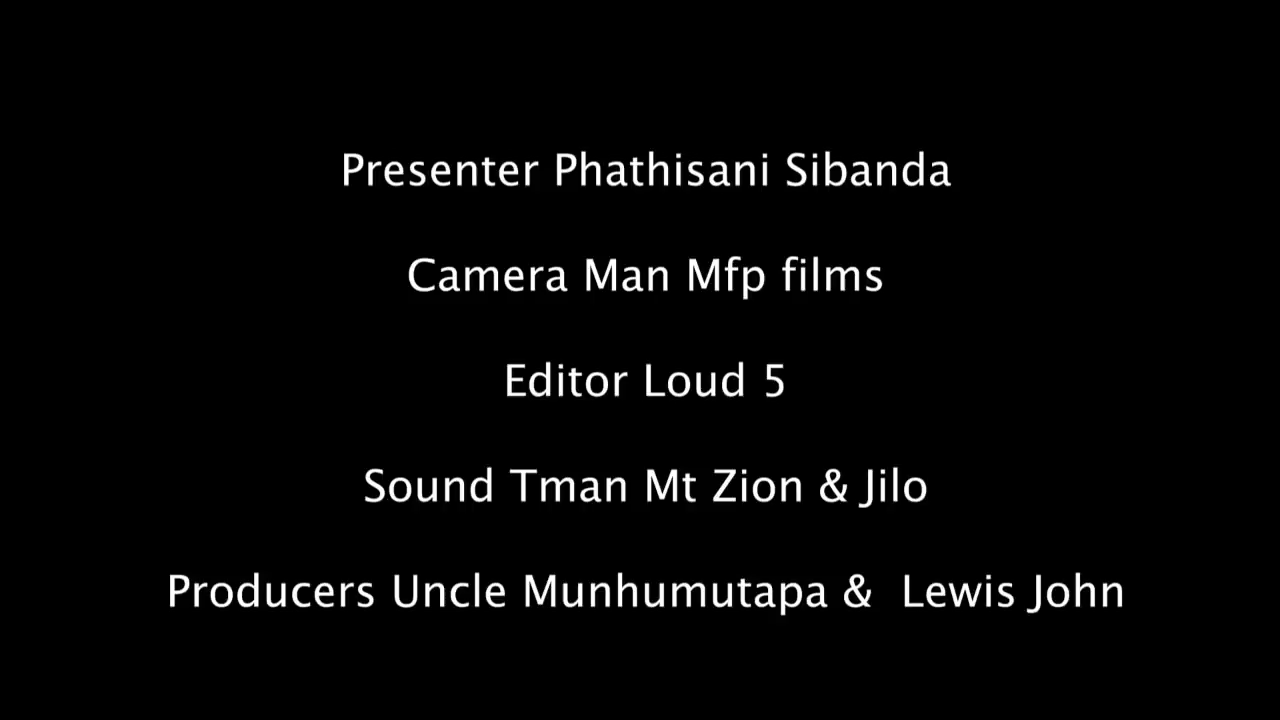 Presenter Phathisani Sibanda
Camera Man Mfp films
Editor Loud 5
Sound Tman Mt Zion & Jilo
Producers Uncle Munhumutapa &  Lewis John